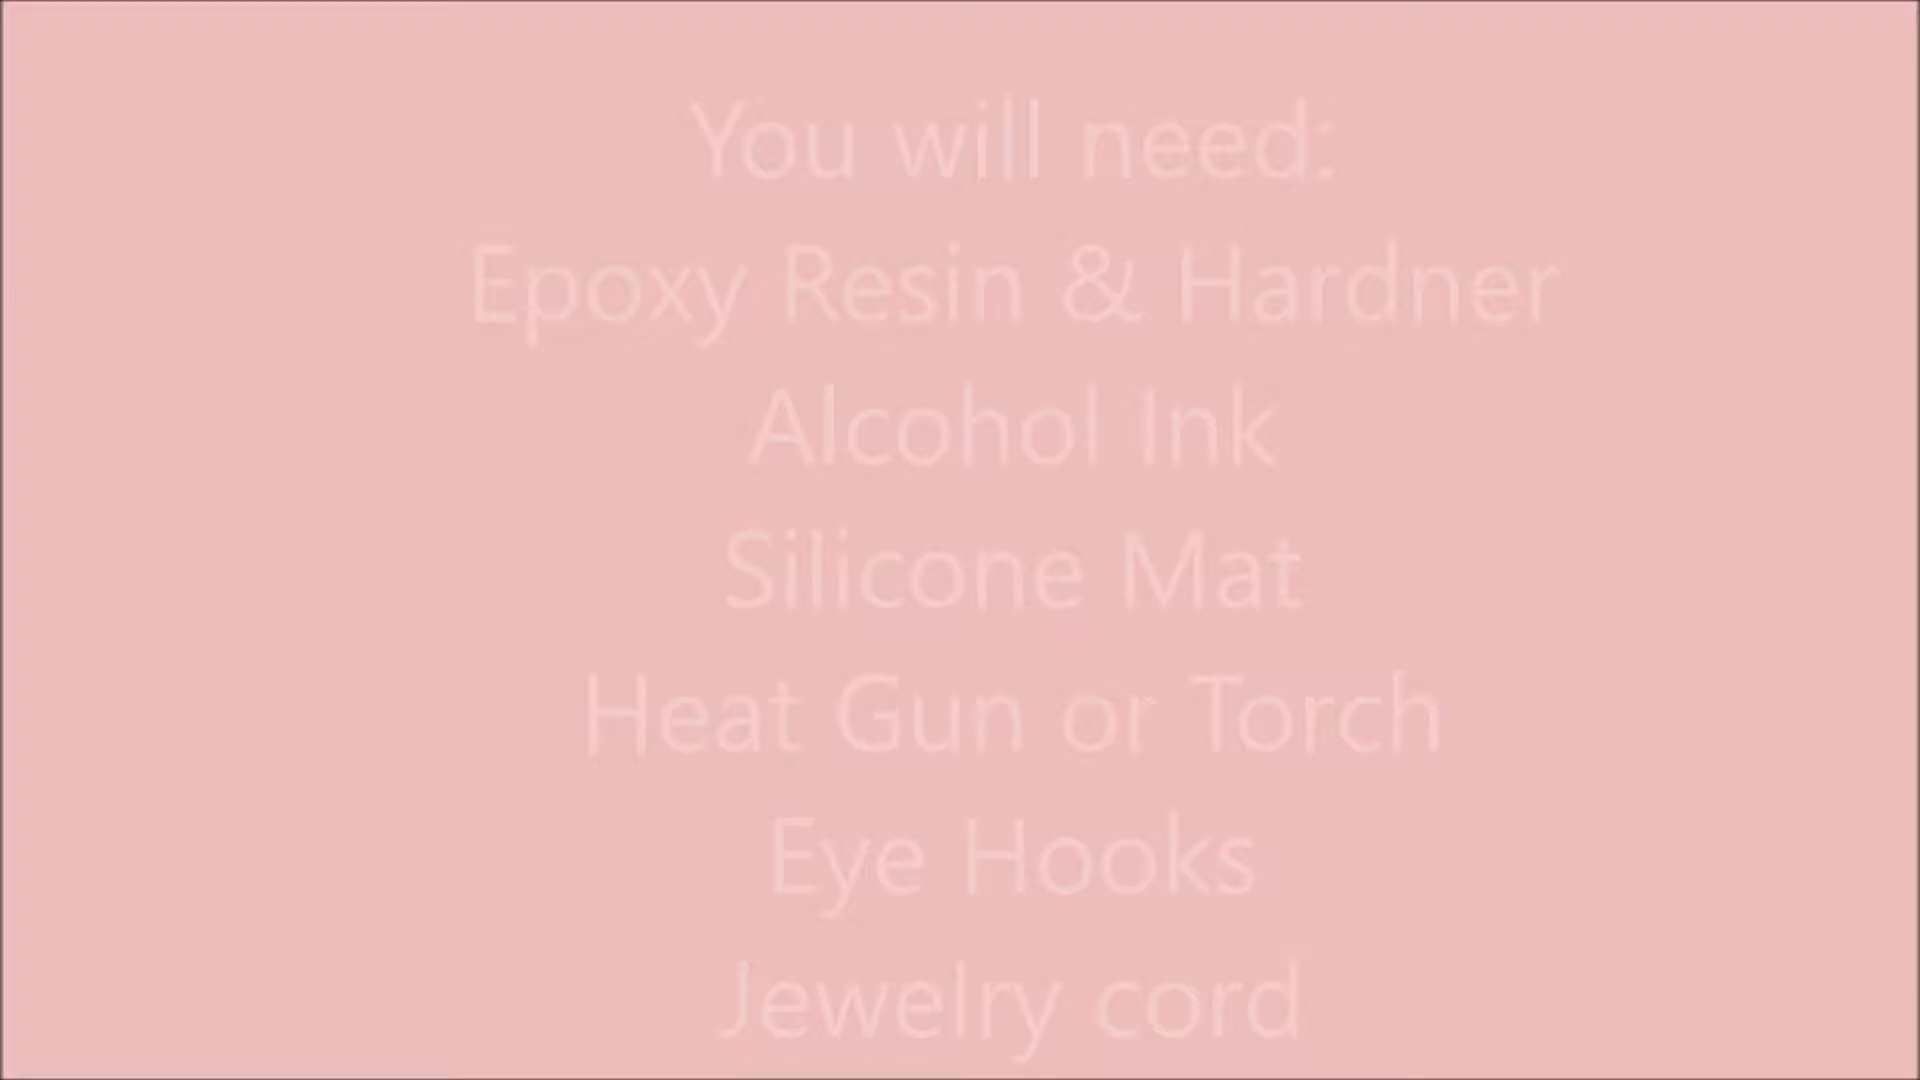 You will need:
Epoxy Resin & Hardner
Alcohol Ink
Silicone Mat
Heat Gun or Torch
Eye Hooks
Jewelry cord